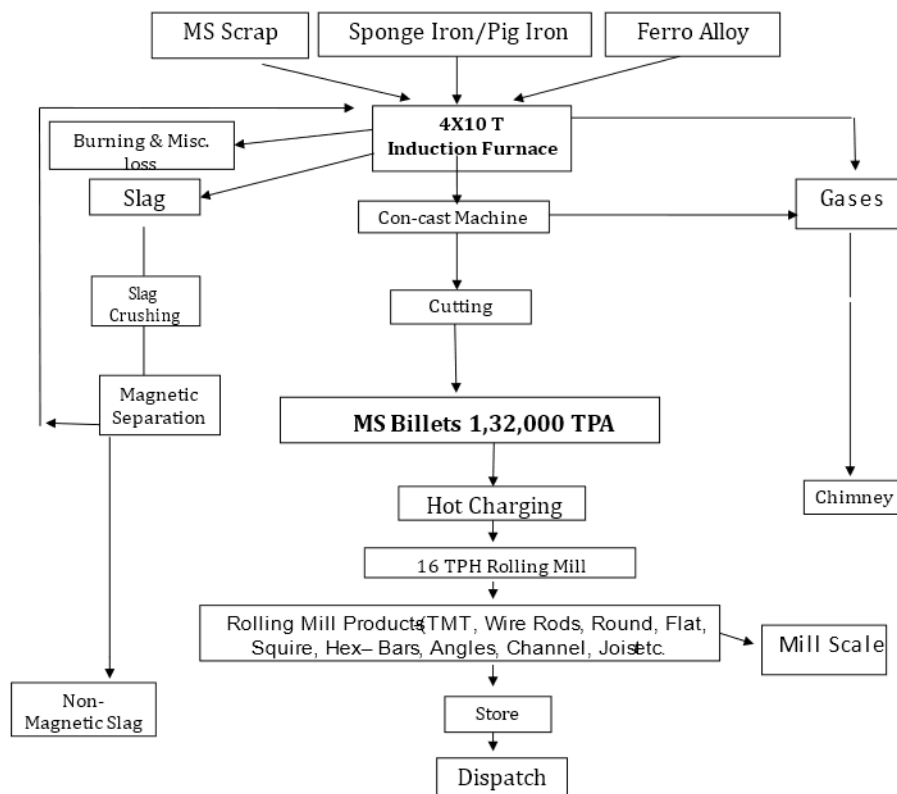 MS Scrap
Sponge Iron/Pig Iron
Ferro Alloy
4X10 T
Induction Furnace
Burning & Misc.
loss
Slag
Gases
Con-cast Machine
Slag
Crushing
Cutting
Magnetic
Separation
MS Billets 1,32,000 TPA
Hot Charging
Chimney
16 TPH Rolling Mill
Rolling Mill Products(TMT, Wire Rods, Round, Flat,
Squire, Hex– Bars, Angles, Channel, Joist etc.
Mill Scale
Non-
Magnetic Slag
Store
Dispatch